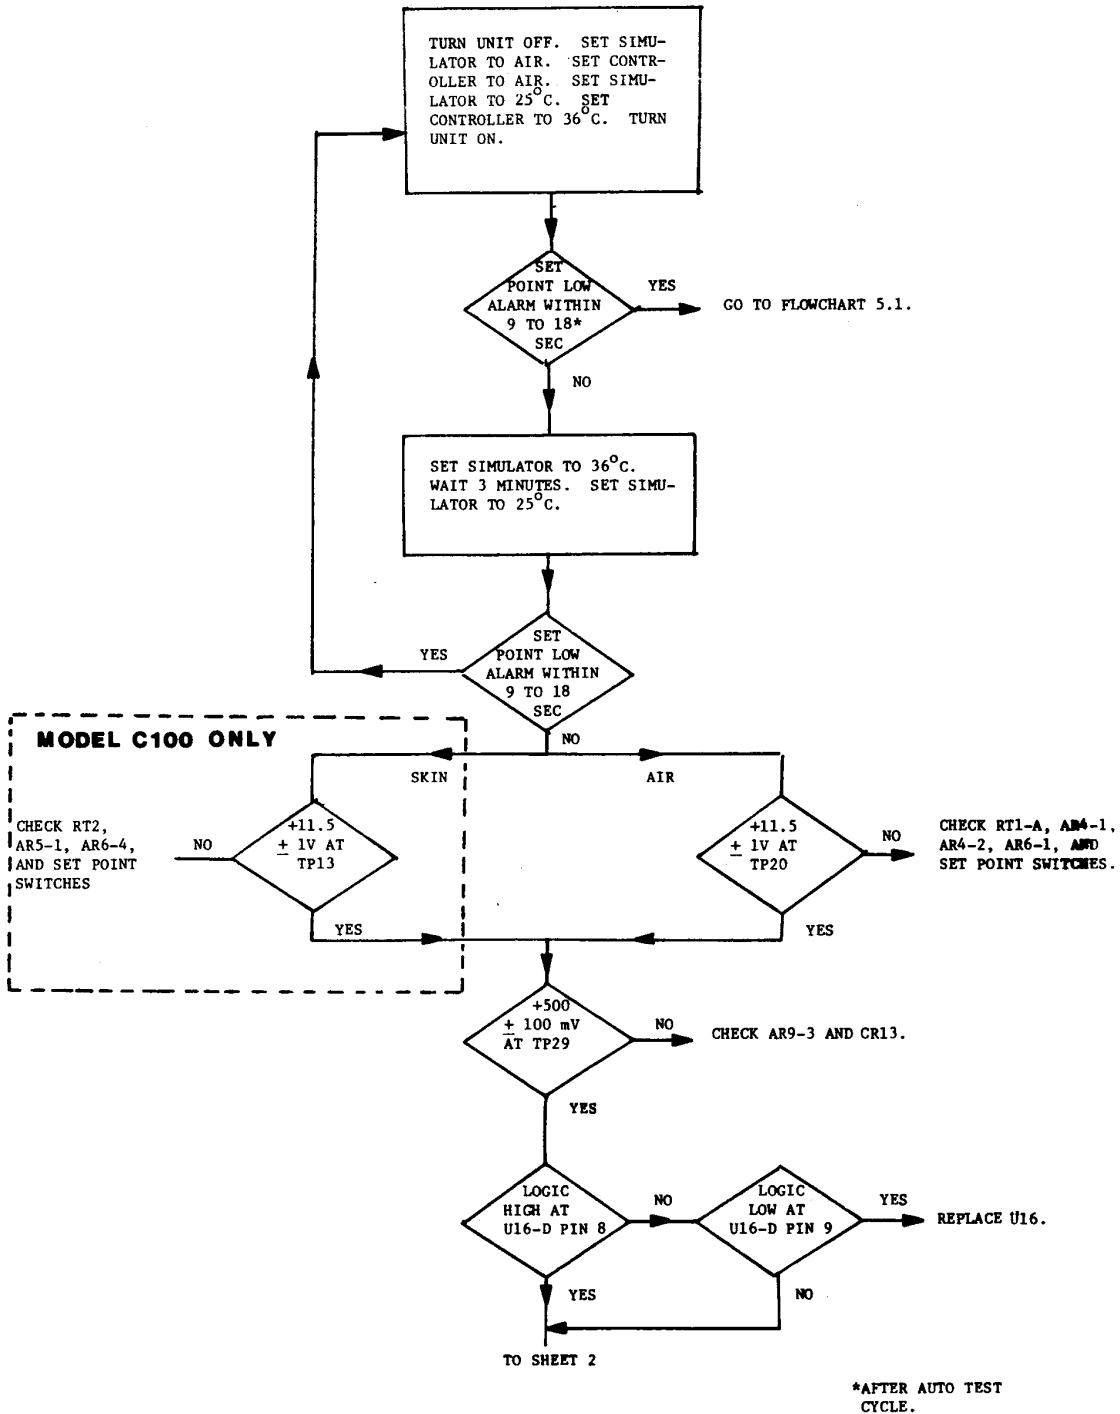 TURN UNIT OFF. SET SIMU-
LATOR TO AIR. SET CONTR-
OLLER TO AIR. SET SIMU-
LATOR TO 25°C. SET
CONTROLLER TO 36°C. TURN
UNIT ON.
SET
POINT LOW
ALARM WITHIN
9 TO 18*
SEC
YES
GO TO FLOWCHART 5.1.
NO
SET SIMULATOR TO 36°C.
WAIT 3 MINUTES. SET SIMU-
LATOR TO 25°C.
SET
POINT LOW
ALARM WITHIN
9 TO 18
SEC
YES
NO
MODEL C100 ONLY
SKIN
AIR
+11.5
± 1V AT
TP13
NO
CHECK RT2,
AR5-1, AR6-4,
AND SET POINT
SWITCHES
YES
+11.5
± 1V AT
TP20
NO
CHECK RT1-A, AR4-1,
AR4-2, AR6-1, AND
SET POINT SWITCHES.
YES
+500
± 100 mV
AT TP29
NO
CHECK AR9-3 AND CR13.
YES
LOGIC
HIGH AT
U16-D PIN 8
NO
LOGIC
LOW AT
U16-D PIN 9
YES
REPLACE U16.
YES
NO
TO SHEET 2
*AFTER AUTO TEST
CYCLE.